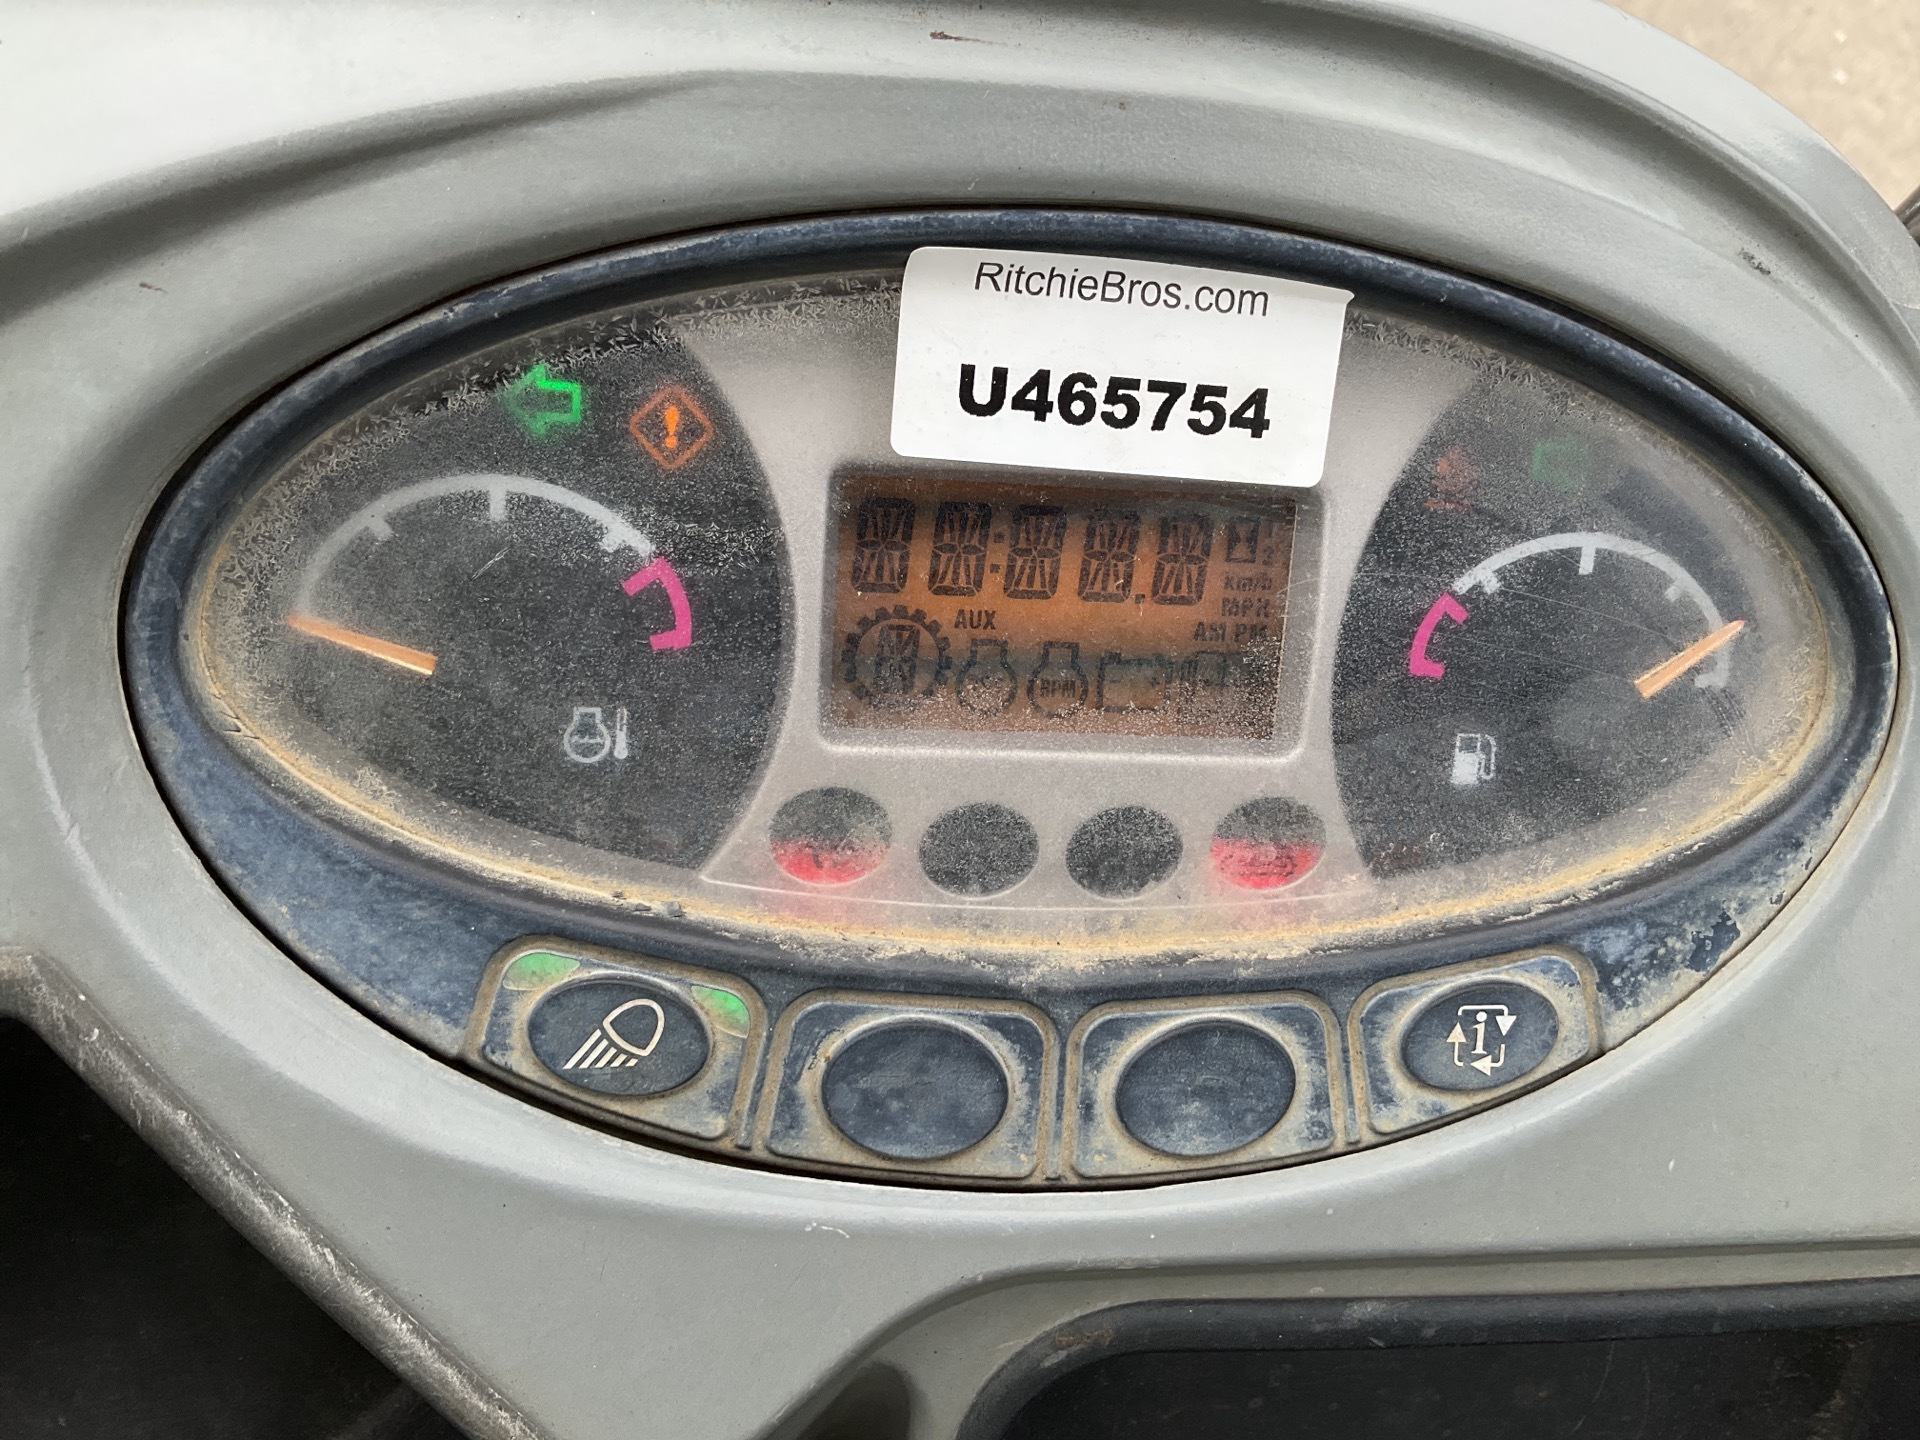 RitchieBros.com
U465754
km/h
MPH
AUX
AM PM
RPM